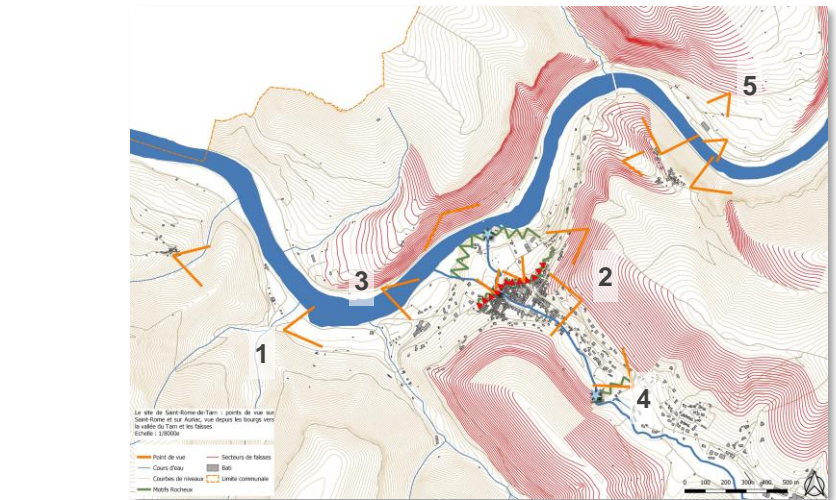 5
2
3
1
4
Le site de Saint-Rome-de-Tarn : points de vue sur
Saint-Rome et sur Auriac, vue depuis les bourgs vers
la vallée du Tarn et les faïsses
Echelle : 1/8000e
Point de vue
Secteurs de faïsses
Cours d'eau
Bati
Courbes de niveaux
Limite communale
Motifs Rocheux
0 100 200 300 400 500 m